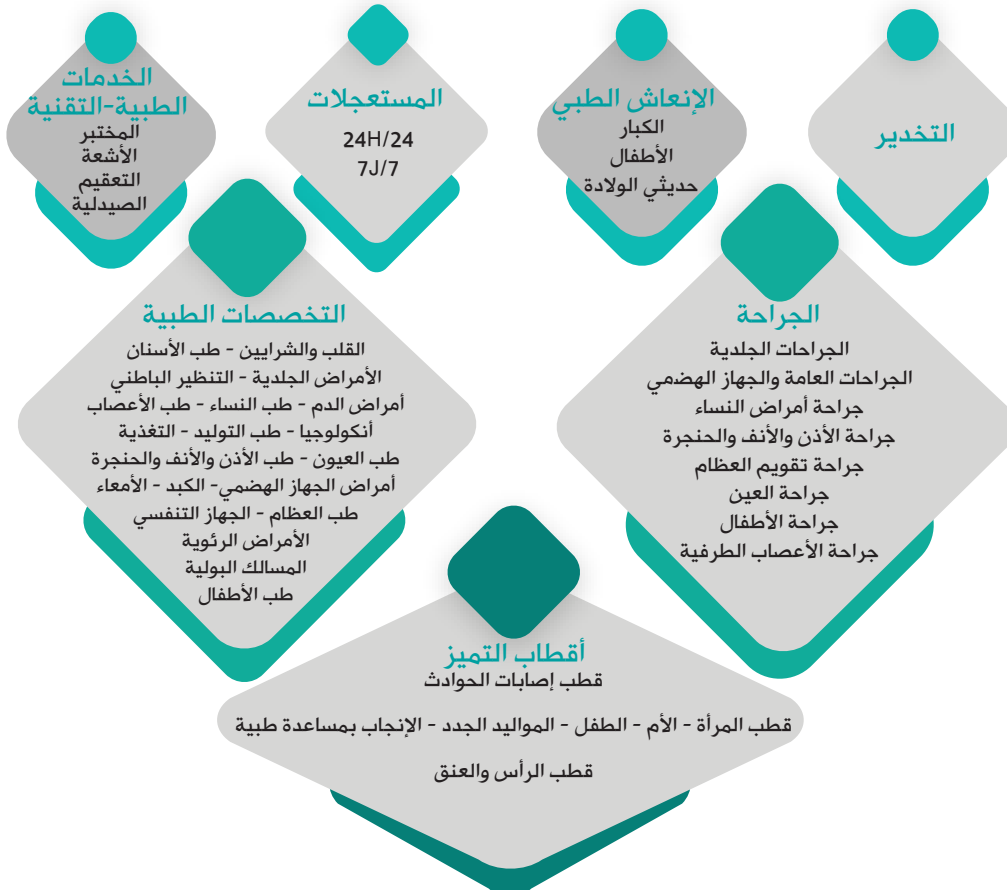 التخدير
الإنعاش الطبي
الكبار
الأطفال
حديثي الولادة
المستعجلات
24H/24
7J/7
الخدمات
الطبية-التقنية
المختبر
الأشعة
التعقيم
الصيدلية
الجراحة
الجراحات الجلدية
الجراحات العامة والجهاز الهضمي
جراحة أمراض النساء
جراحة الأذن والأنف والحنجرة
جراحة تقويم العظام
جراحة العين
جراحة الأطفال
جراحة الأعصاب الطرفية
التخصصات الطبية
القلب والشرايين - طب الأسنان
الأمراض الجلدية - التنظير الباطني
أمراض الدم - طب النساء - طب الأعصاب
أنكولوجيا - طب التوليد - التغذية
طب العيون - طب الأذن والأنف والحنجرة
أمراض الجهاز الهضمي- الكبد - الأمعاء
طب العظام - الجهاز التنفسي
الأمراض الرئوية
المسالك البولية
طب الأطفال
أقطاب التميز
قطب إصابات الحوادث
قطب المرأة - الأم - الطفل - المواليد الجدد - الإنجاب بمساعدة طبية
قطب الرأس والعنق